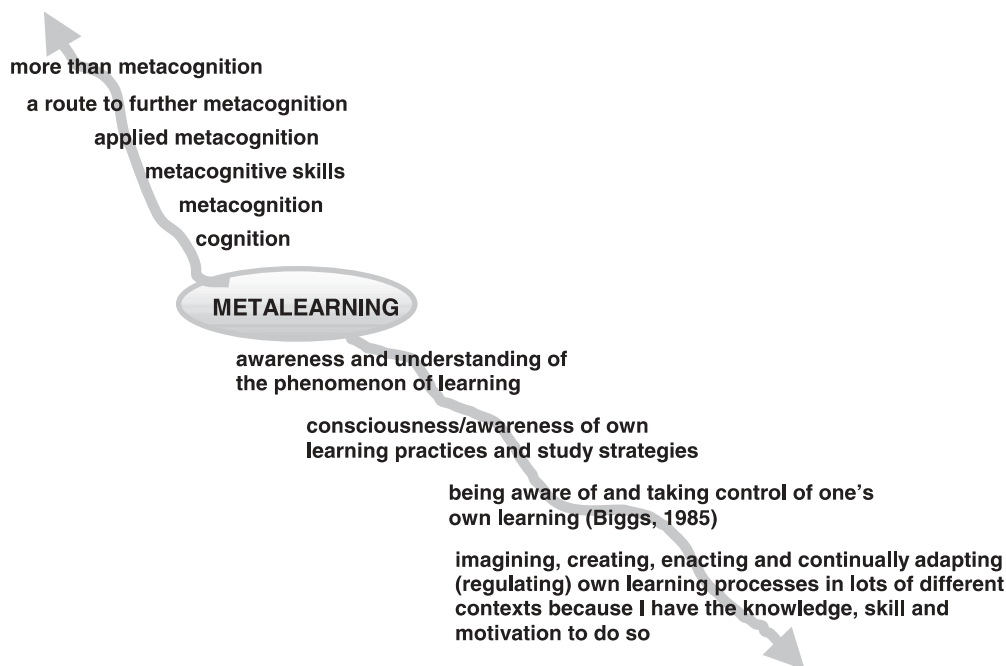 more than metacognition
a route to further metacognition
applied metacognition
metacognitive skills
metacognition
cognition
METALEARNING
awareness and understanding of
the phenomenon of learning
consciousness/awareness of own
learning practices and study strategies
being aware of and taking control of one's
own learning (Biggs, 1985)
imagining, creating, enacting and continually adapting
(regulating) own learning processes in lots of different
contexts because I have the knowledge, skill and
motivation to do so